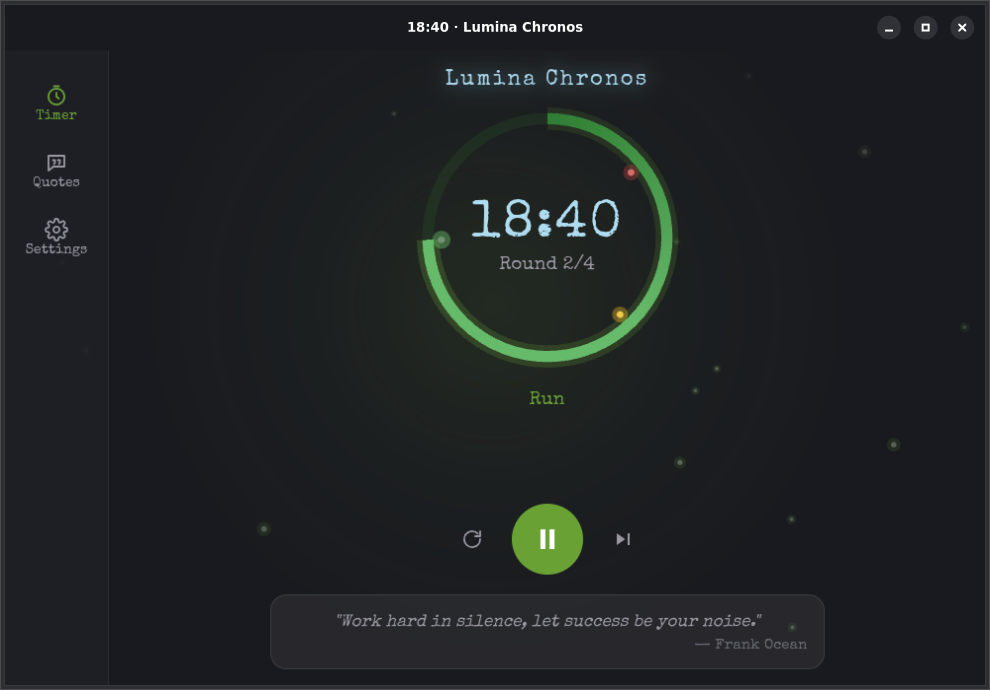 18:40 · Lumina Chronos
Timer
Quotes
Settings
Lumina Chronos
18:40
Round 2/4
Run
"Work hard in silence, let success be your noise."
— Frank Ocean